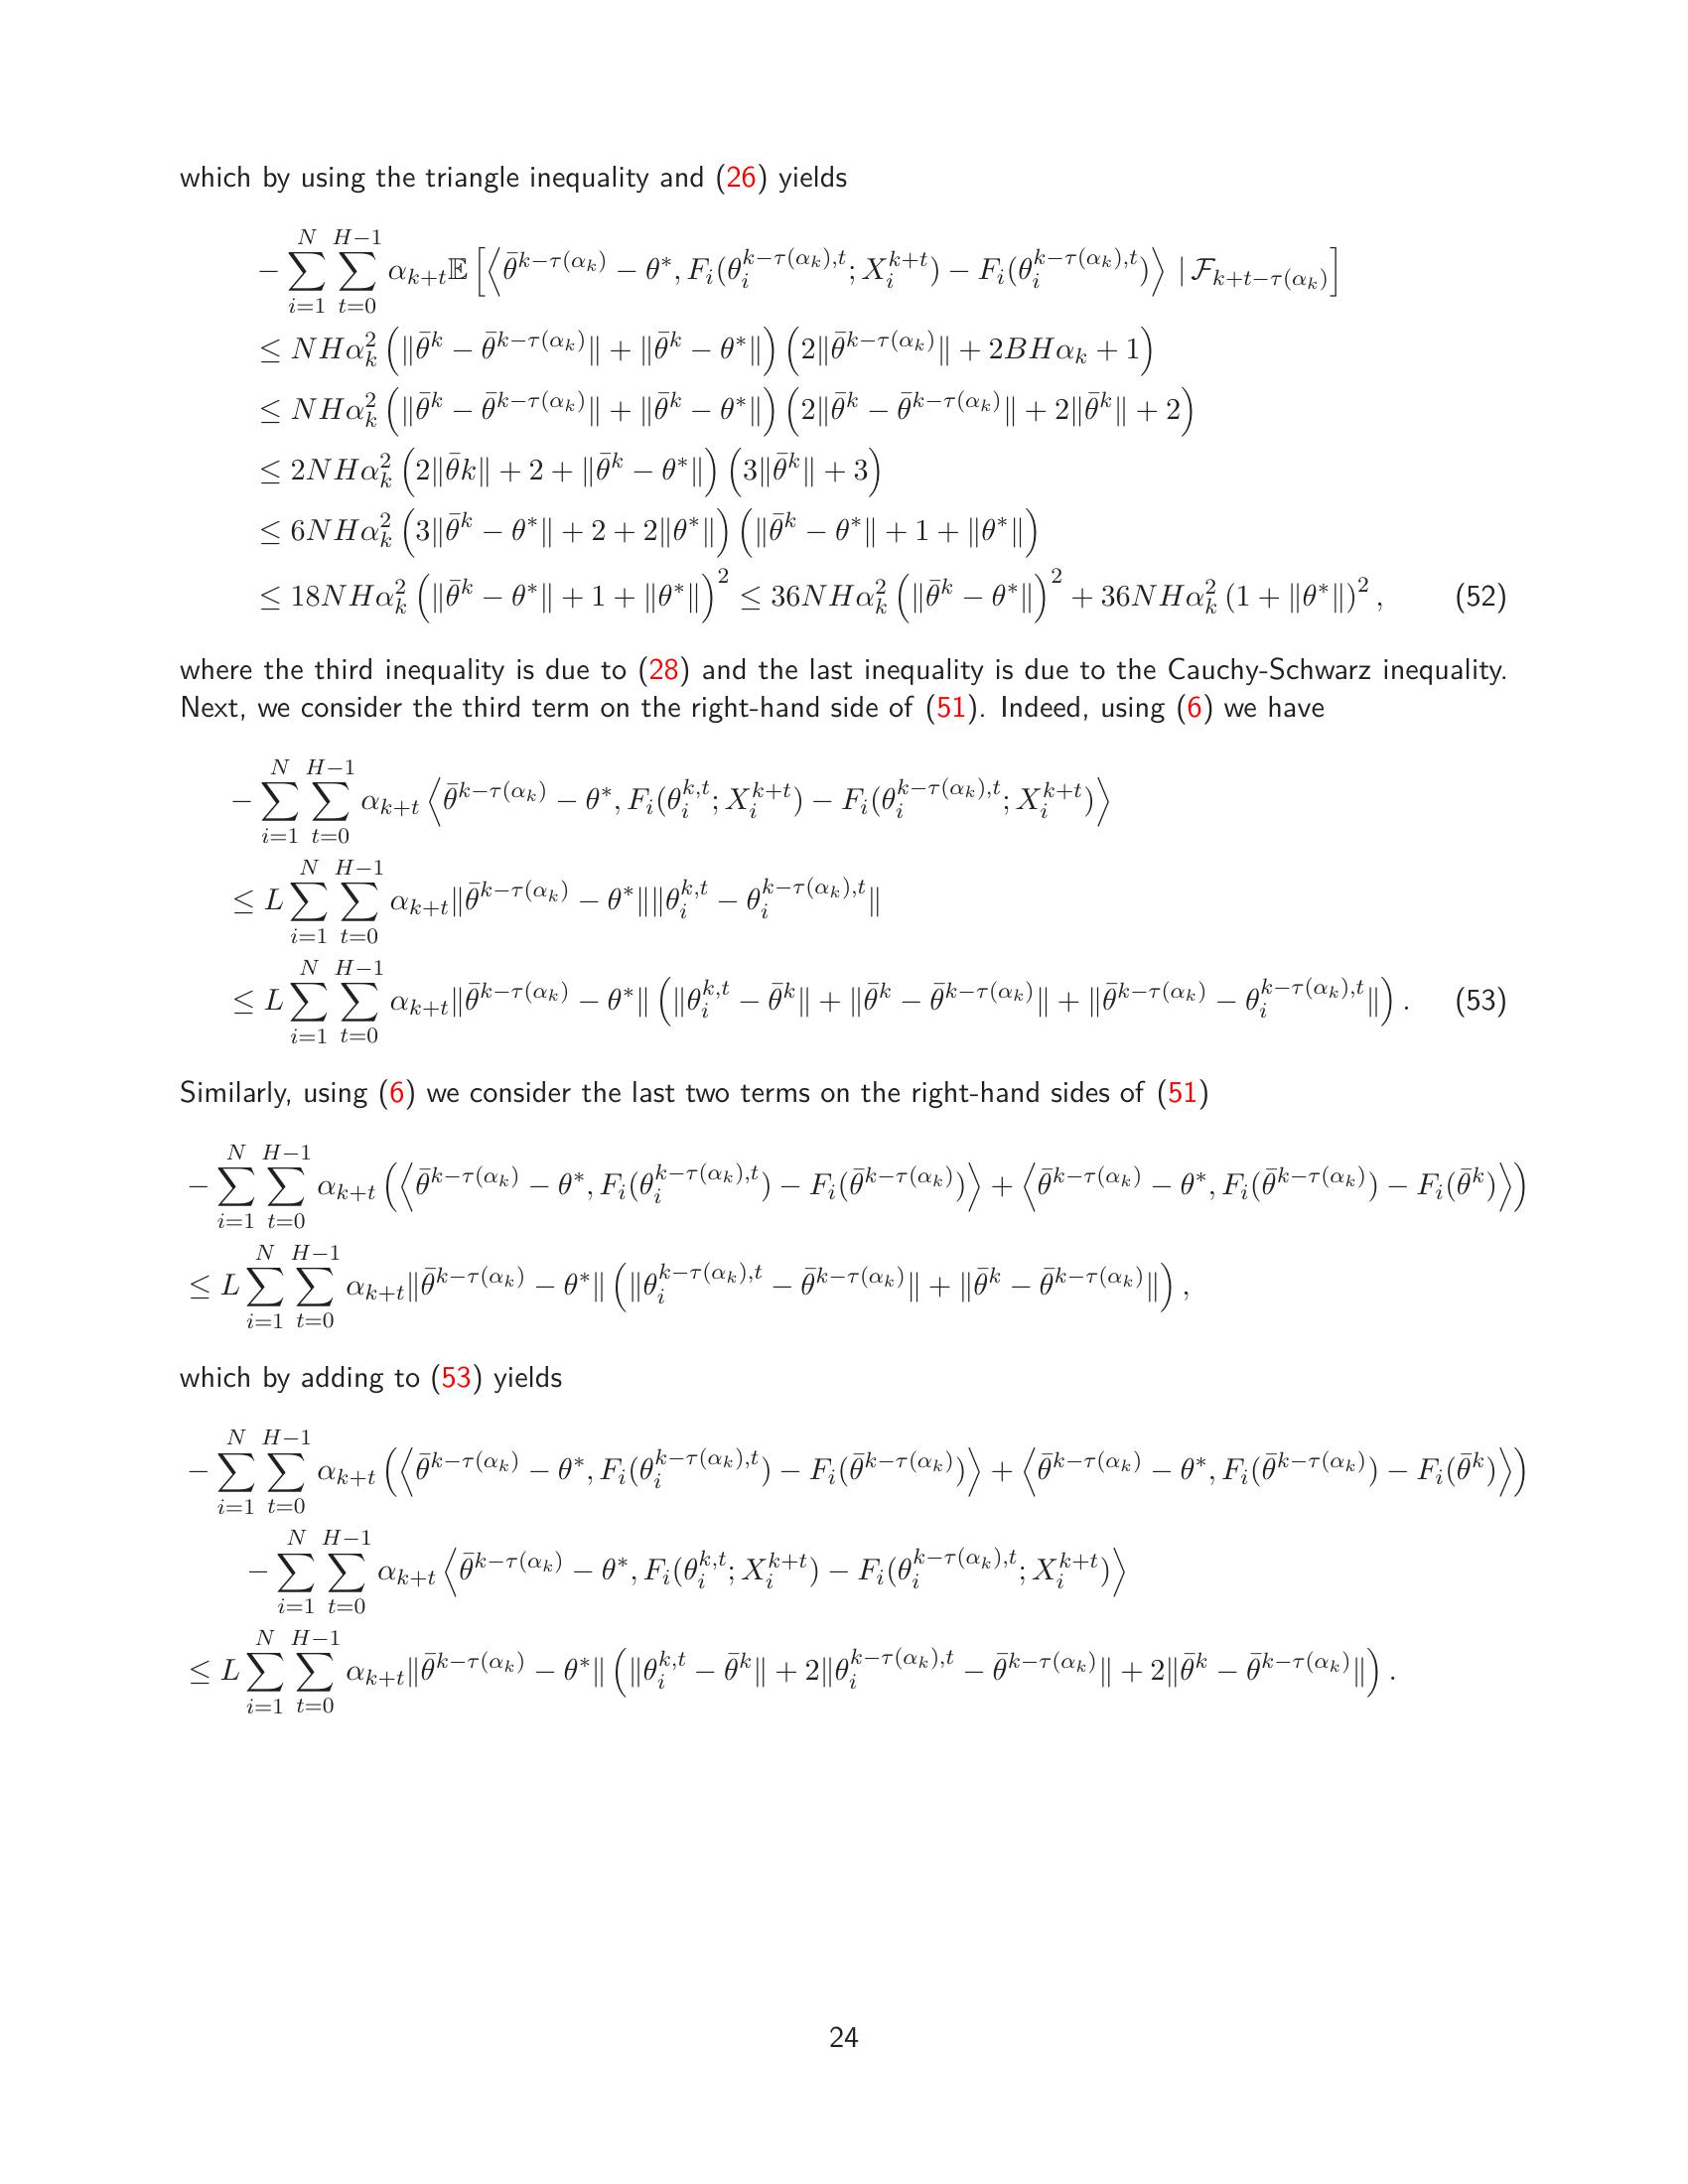 which by using the triangle inequality and (26) yields
$-\sum_{i=1}^{N}\sum_{t=0}^{H-1}\alpha_{k+t}\mathbb{E}\left[\left\langle\bar{\theta}^{k-\tau(\alpha_k)}-\theta^*, F_i(\theta_i^{k-\tau(\alpha_k),t}; X_i^{k+t})-F_i(\theta_i^{k-\tau(\alpha_k),t})\right\rangle \mid \mathcal{F}_{k+t-\tau(\alpha_k)}\right]$
$\leq NH\alpha_k^2\left(\|\bar{\theta}^k-\bar{\theta}^{k-\tau(\alpha_k)}\|+\|\bar{\theta}^k-\theta^*\|\right)\left(2\|\bar{\theta}^{k-\tau(\alpha_k)}\|+2BH\alpha_k+1\right)$
$\leq NH\alpha_k^2\left(\|\bar{\theta}^k-\bar{\theta}^{k-\tau(\alpha_k)}\|+\|\bar{\theta}^k-\theta^*\|\right)\left(2\|\bar{\theta}^k-\bar{\theta}^{k-\tau(\alpha_k)}\|+2\|\bar{\theta}^k\|+2\right)$
$\leq 2NH\alpha_k^2\left(2\|\bar{\theta}k\|+2+\|\bar{\theta}^k-\theta^*\|\right)\left(3\|\bar{\theta}^k\|+3\right)$
$\leq 6NH\alpha_k^2\left(3\|\bar{\theta}^k-\theta^*\|+2+2\|\theta^*\|\right)\left(\|\bar{\theta}^k-\theta^*\|+1+\|\theta^*\|\right)$
$\leq 18NH\alpha_k^2\left(\|\bar{\theta}^k-\theta^*\|+1+\|\theta^*\|\right)^2\leq 36NH\alpha_k^2\left(\|\bar{\theta}^k-\theta^*\|\right)^2+36NH\alpha_k^2(1+\|\theta^*\|)^2,$ (52)
where the third inequality is due to (28) and the last inequality is due to the Cauchy-Schwarz inequality.
Next, we consider the third term on the right-hand side of (51). Indeed, using (6) we have
$-\sum_{i=1}^{N}\sum_{t=0}^{H-1}\alpha_{k+t}\left\langle\bar{\theta}^{k-\tau(\alpha_k)}-\theta^*, F_i(\theta_i^{k,t}; X_i^{k+t})-F_i(\theta_i^{k-\tau(\alpha_k),t}; X_i^{k+t})\right\rangle$
$\leq L\sum_{i=1}^{N}\sum_{t=0}^{H-1}\alpha_{k+t}\|\bar{\theta}^{k-\tau(\alpha_k)}-\theta^*\|\|\theta_i^{k,t}-\theta_i^{k-\tau(\alpha_k),t}\|$
$\leq L\sum_{i=1}^{N}\sum_{t=0}^{H-1}\alpha_{k+t}\|\bar{\theta}^{k-\tau(\alpha_k)}-\theta^*\|\left(\|\theta_i^{k,t}-\bar{\theta}^k\|+\|\bar{\theta}^k-\bar{\theta}^{k-\tau(\alpha_k)}\|+\|\bar{\theta}^{k-\tau(\alpha_k)}-\theta_i^{k-\tau(\alpha_k),t}\|\right).$ (53)
Similarly, using (6) we consider the last two terms on the right-hand sides of (51)
$-\sum_{i=1}^{N}\sum_{t=0}^{H-1}\alpha_{k+t}\left(\left\langle\bar{\theta}^{k-\tau(\alpha_k)}-\theta^*, F_i(\theta_i^{k-\tau(\alpha_k),t})-F_i(\bar{\theta}^{k-\tau(\alpha_k)})\right\rangle+\left\langle\bar{\theta}^{k-\tau(\alpha_k)}-\theta^*, F_i(\bar{\theta}^{k-\tau(\alpha_k)})-F_i(\bar{\theta}^k)\right\rangle\right)$
$\leq L\sum_{i=1}^{N}\sum_{t=0}^{H-1}\alpha_{k+t}\|\bar{\theta}^{k-\tau(\alpha_k)}-\theta^*\|\left(\|\theta_i^{k-\tau(\alpha_k),t}-\bar{\theta}^{k-\tau(\alpha_k)}\|+\|\bar{\theta}^k-\bar{\theta}^{k-\tau(\alpha_k)}\|\right),$
which by adding to (53) yields
$-\sum_{i=1}^{N}\sum_{t=0}^{H-1}\alpha_{k+t}\left(\left\langle\bar{\theta}^{k-\tau(\alpha_k)}-\theta^*, F_i(\theta_i^{k-\tau(\alpha_k),t})-F_i(\bar{\theta}^{k-\tau(\alpha_k)})\right\rangle+\left\langle\bar{\theta}^{k-\tau(\alpha_k)}-\theta^*, F_i(\bar{\theta}^{k-\tau(\alpha_k)})-F_i(\bar{\theta}^k)\right\rangle\right)$
$-\sum_{i=1}^{N}\sum_{t=0}^{H-1}\alpha_{k+t}\left\langle\bar{\theta}^{k-\tau(\alpha_k)}-\theta^*, F_i(\theta_i^{k,t}; X_i^{k+t})-F_i(\theta_i^{k-\tau(\alpha_k),t}; X_i^{k+t})\right\rangle$
$\leq L\sum_{i=1}^{N}\sum_{t=0}^{H-1}\alpha_{k+t}\|\bar{\theta}^{k-\tau(\alpha_k)}-\theta^*\|\left(\|\theta_i^{k,t}-\bar{\theta}^k\|+2\|\theta_i^{k-\tau(\alpha_k),t}-\bar{\theta}^{k-\tau(\alpha_k)}\|+2\|\bar{\theta}^k-\bar{\theta}^{k-\tau(\alpha_k)}\|\right).$
24